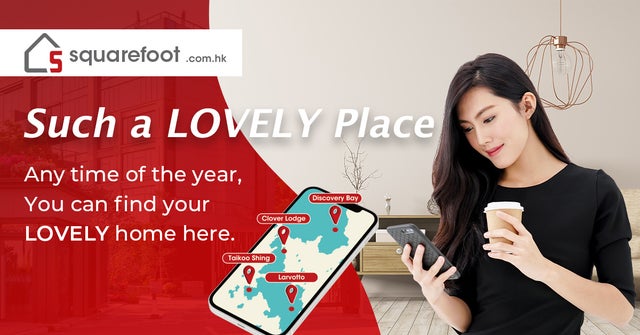 squarefoot .com.hk
Such a LOVELY Place
Any time of the year,
You can find your
LOVELY home here.
Discovery Bay
Clover Lodge
Taikoo Shing
Larvotto